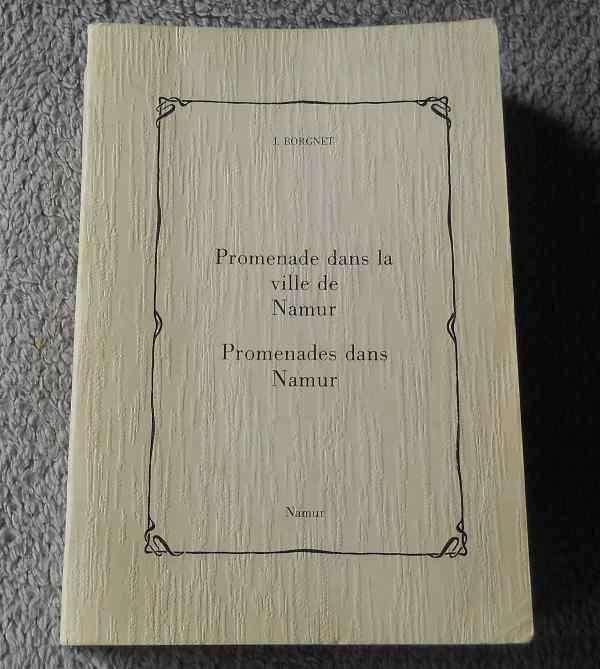 J. BORGNET
Promenade dans la
ville de
Namur
Promenades dans
Namur
Namur